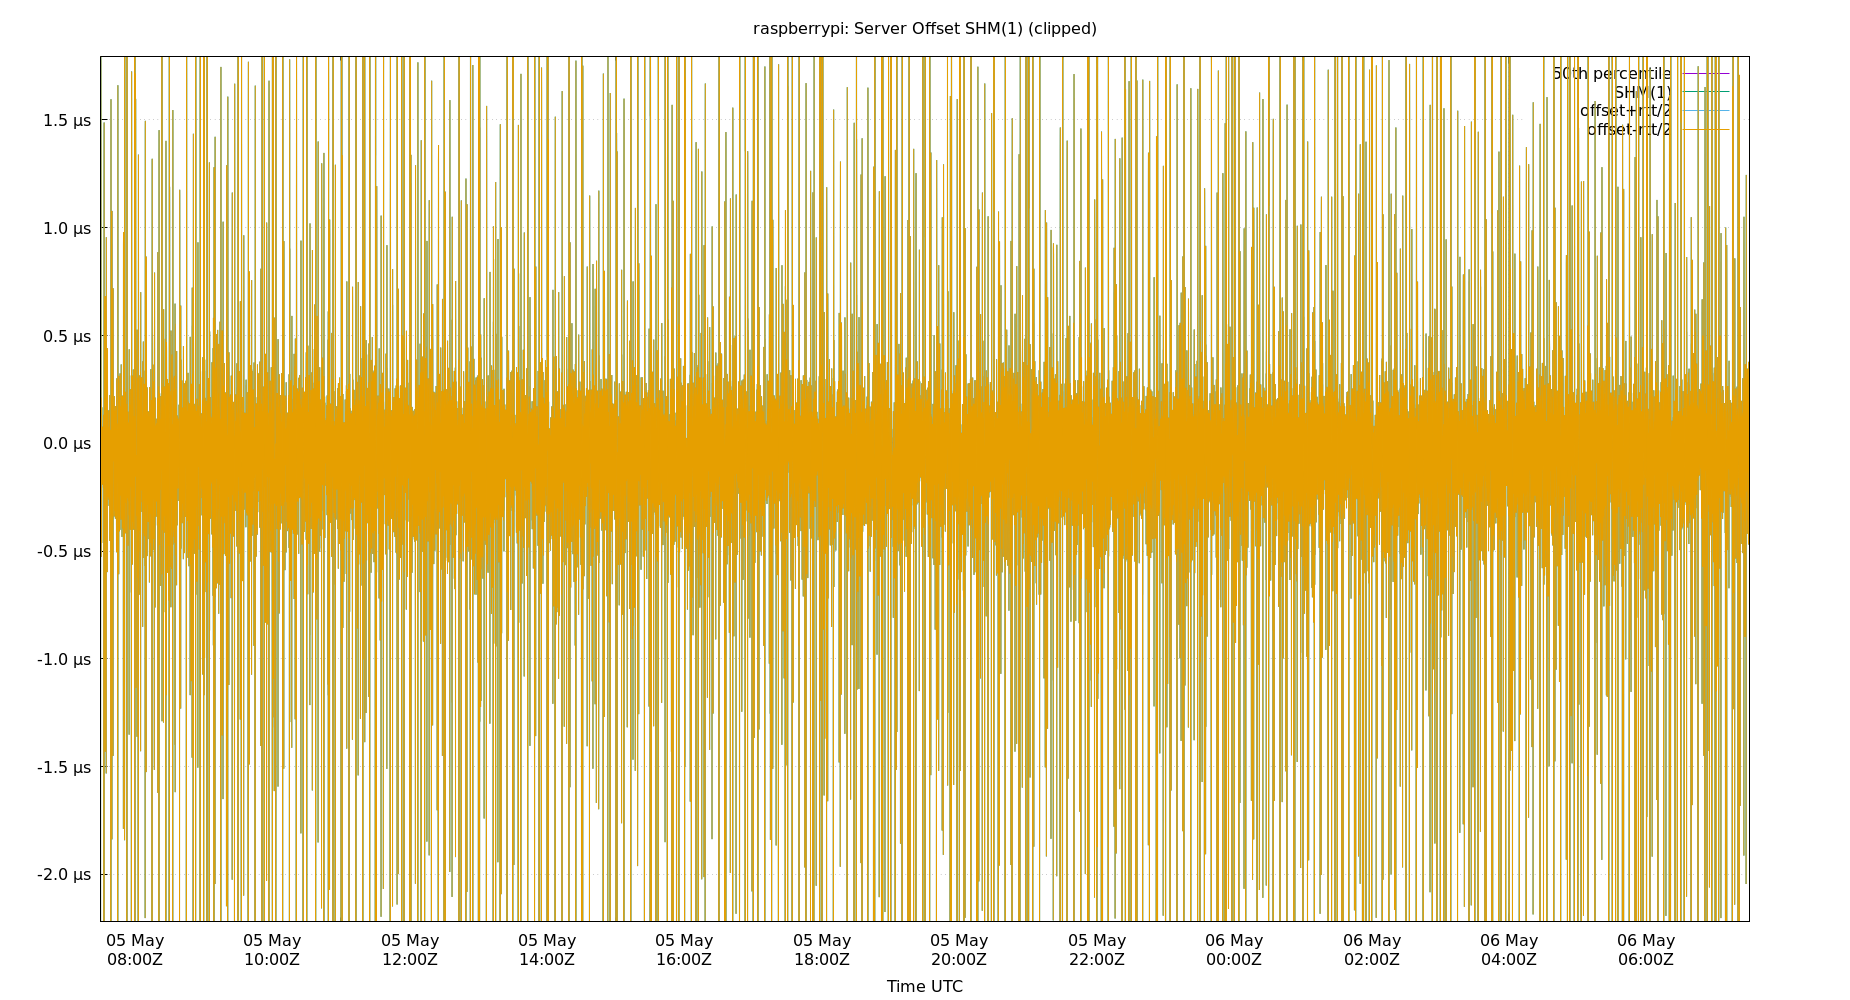 raspberrypi: Server Offset SHM(1) (clipped)
50th percentile
SHM(1)
offset+rtt/2
offset-rtt/2
1.5 µs
1.0 µs
0.5 µs
0.0 µs
-0.5 µs
-1.0 µs
-1.5 µs
-2.0 µs
05 May 05 May 05 May 05 May 05 May 05 May 05 May 05 May 06 May 06 May 06 May 06 May
08:00Z 10:00Z 12:00Z 14:00Z 16:00Z 18:00Z 20:00Z 22:00Z 00:00Z 02:00Z 04:00Z 06:00Z
Time UTC